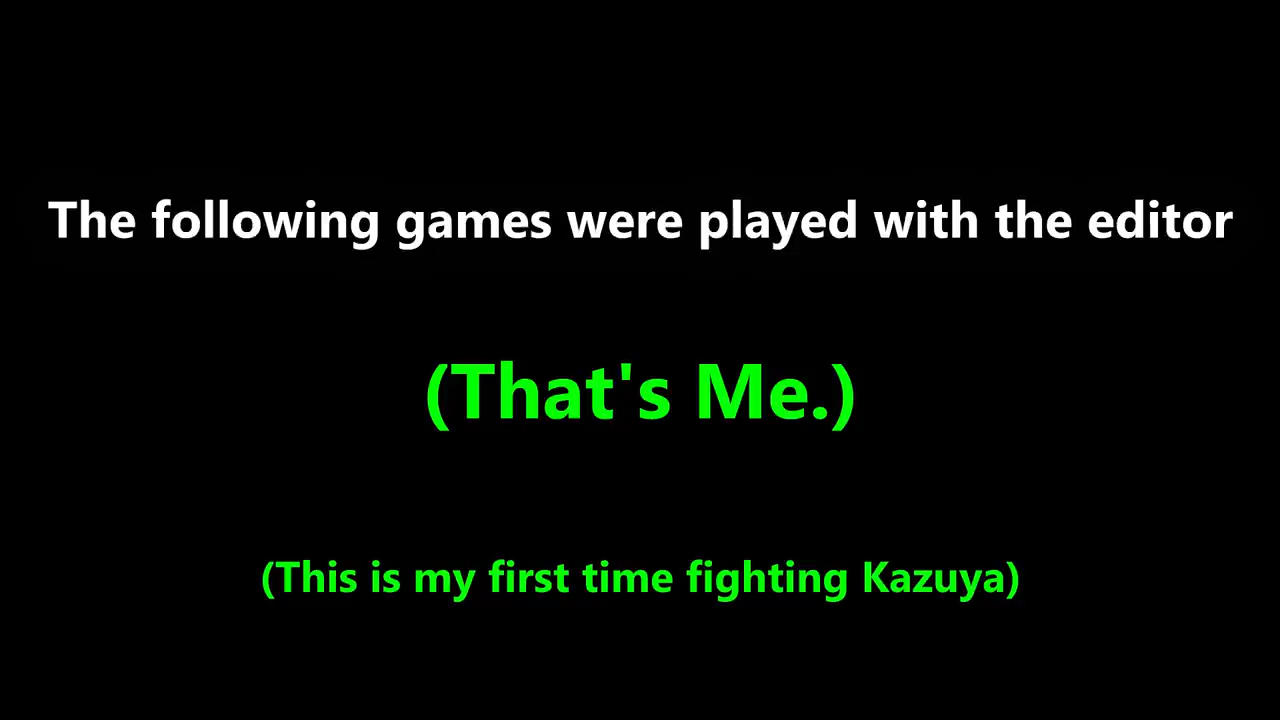 The following games were played with the editor
(That's Me.)
(This is my first time fighting Kazuya)